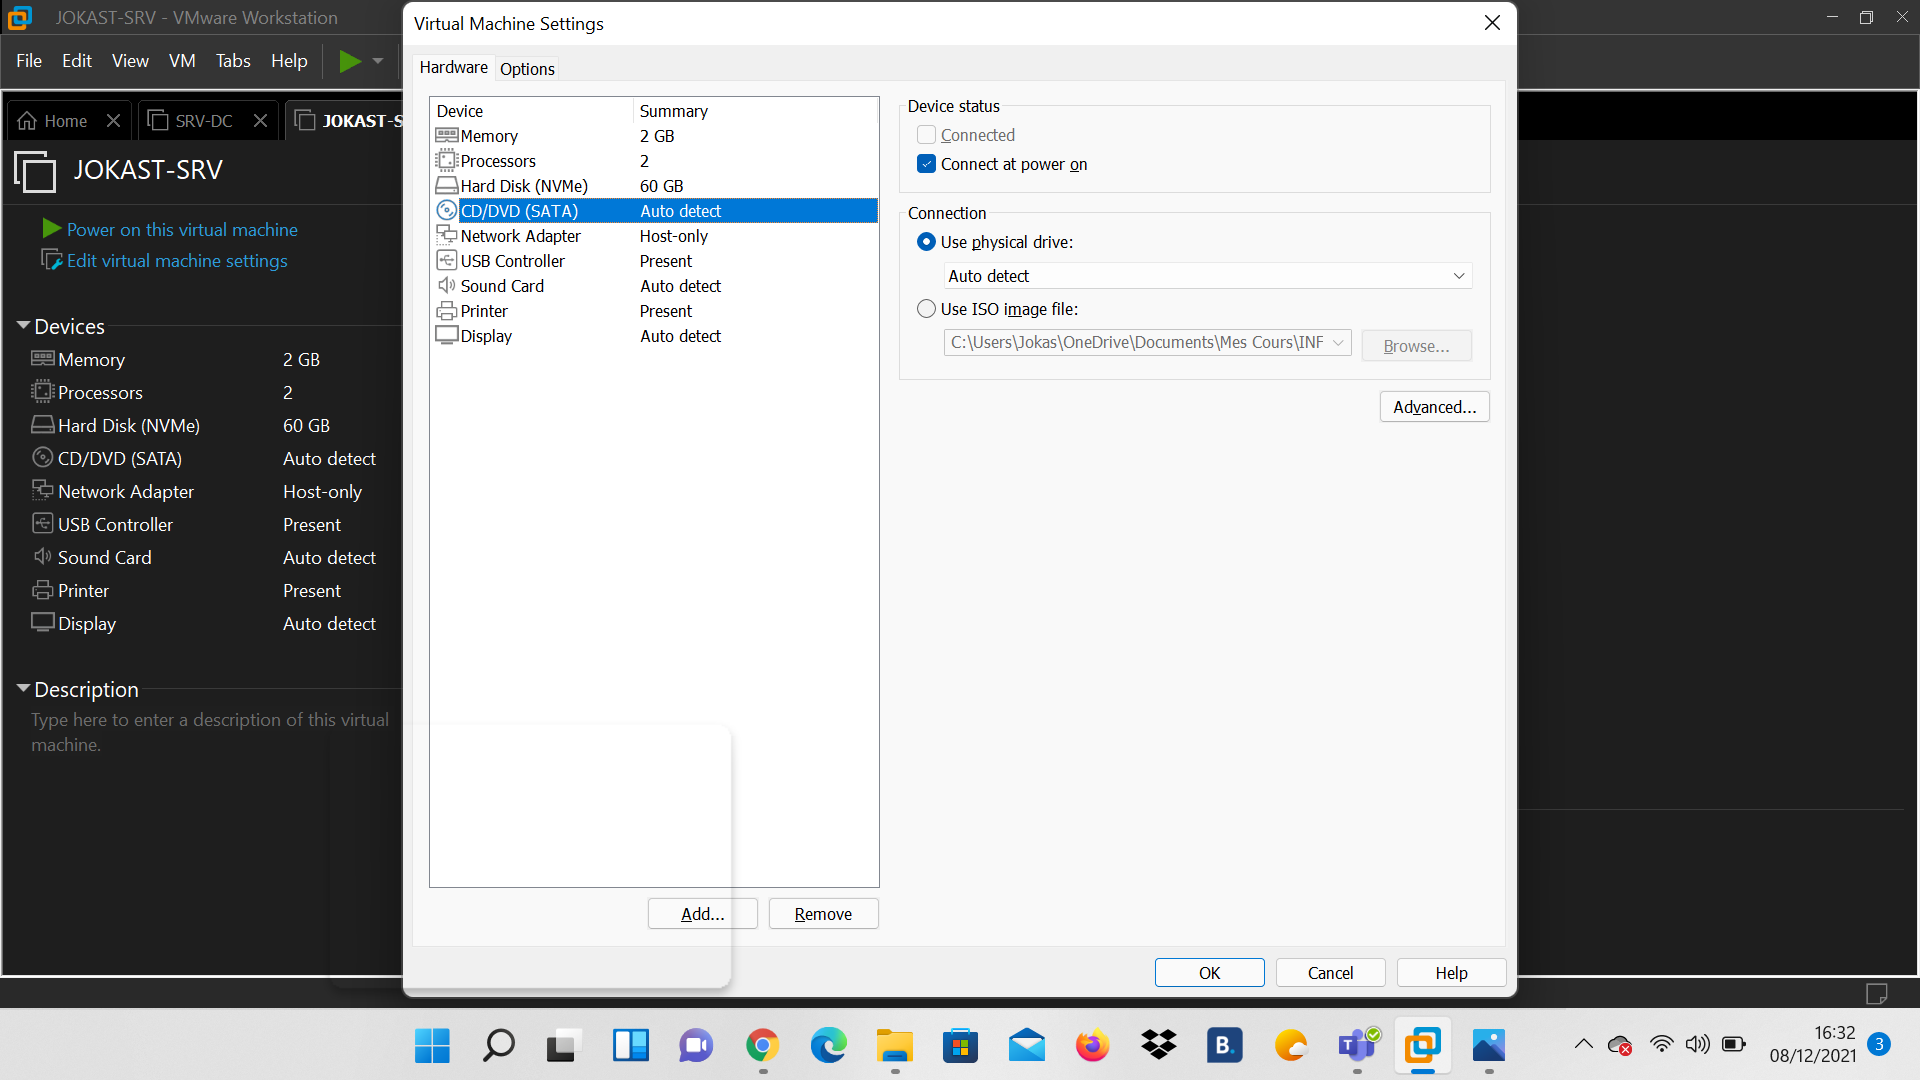 JOKAST-SRV - VMware Workstation
File Edit View VM Tabs Help
Home
SRV-DC
JOKAST-S
JOKAST-SRV
Power on this virtual machine
Edit virtual machine settings
Devices
Memory 2 GB
Processors 2
Hard Disk (NVMe) 60 GB
CD/DVD (SATA) Auto detect
Network Adapter Host-only
USB Controller Present
Sound Card Auto detect
Printer Present
Display Auto detect
Description
Type here to enter a description of this virtual
machine.
Virtual Machine Settings
Hardware Options
Device Summary
Memory 2 GB
Processors 2
Hard Disk (NVMe) 60 GB
CD/DVD (SATA) Auto detect
Network Adapter Host-only
USB Controller Present
Sound Card Auto detect
Printer Present
Display Auto detect
Add... Remove
Device status
Connected
Connect at power on
Connection
Use physical drive:
Auto detect
Use ISO image file:
C:\Users\Jokas\OneDrive\Documents\Mes Cours\INF
Browse...
Advanced...
OK Cancel Help
B.
T
16:32
08/12/2021
3